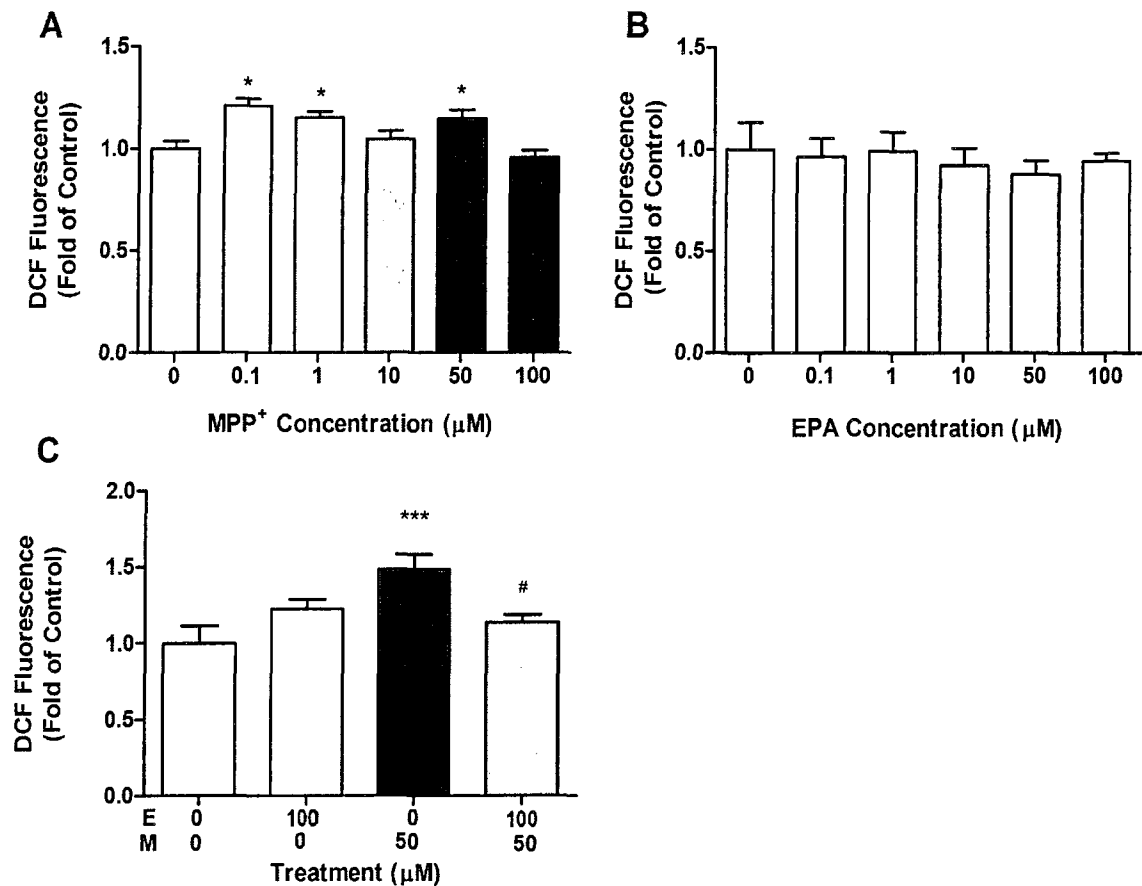 A
DCF Fluorescence
(Fold of Control)
1.5
1.0
0.5
0.0
*
*
*
0 0.1 1 10 50 100
MPP+ Concentration (μM)
B
DCF Fluorescence
(Fold of Control)
1.5
1.0
0.5
0.0
0 0.1 1 10 50 100
EPA Concentration (μM)
C
DCF Fluorescence
(Fold of Control)
2.0
1.5
1.0
0.5
0.0
***
#
E 0 100 0 100
M 0 0 50 50
Treatment (μM)